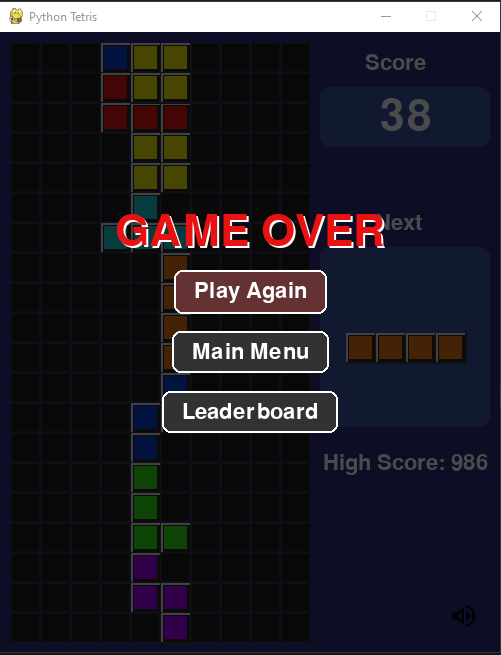 Python Tetris
Score
38
GAME OVER
Next
Play Again
Main Menu
Leaderboard
High Score: 986